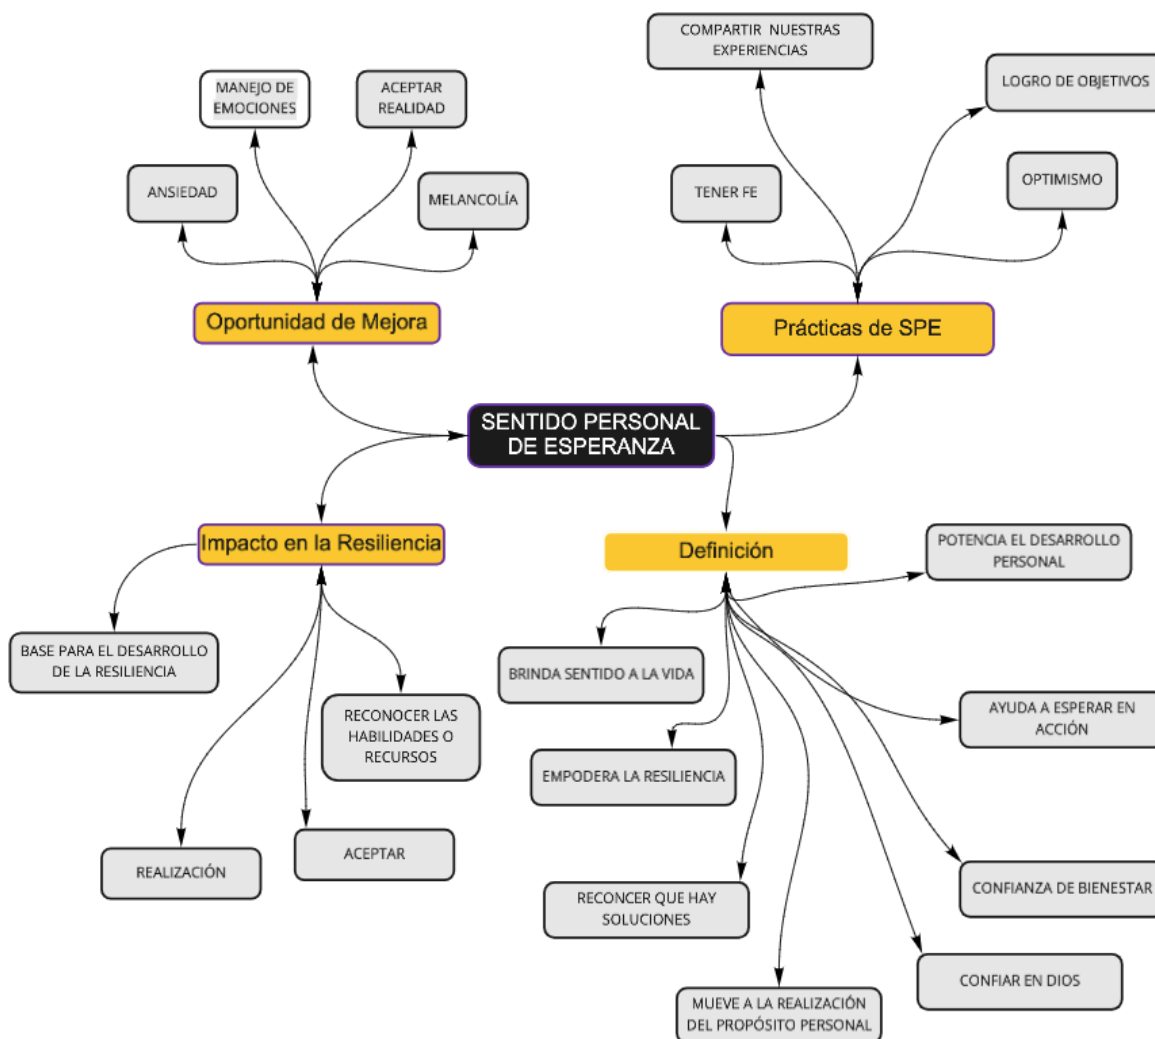 COMPARTIR NUESTRAS
EXPERIENCIAS
MANEJO DE
EMOCIONES
ACEPTAR
REALIDAD
LOGRO DE OBJETIVOS
ANSIEDAD
MELANCOLÍA
TENER FE
OPTIMISMO
Oportunidad de Mejora
Prácticas de SPE
SENTIDO PERSONAL
DE ESPERANZA
Impacto en la Resiliencia
Definición
POTENCIA EL DESARROLLO
PERSONAL
BASE PARA EL DESARROLLO
DE LA RESILIENCIA
BRINDA SENTIDO A LA VIDA
RECONOCER LAS
HABILIDADES O
RECURSOS
AYUDA A ESPERAR EN
ACCIÓN
EMPODERA LA RESILIENCIA
ACEPTAR
REALIZACIÓN
RECONCER QUE HAY
SOLUCIONES
CONFIANZA DE BIENESTAR
CONFIAR EN DIOS
MUEVE A LA REALIZACIÓN
DEL PROPÓSITO PERSONAL